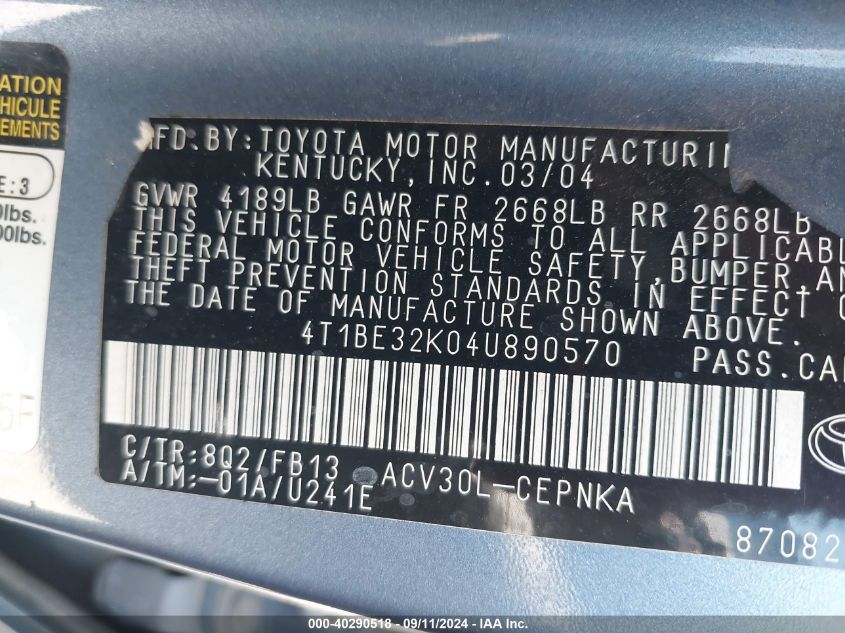 ATION
HICULE
EMENTS
E:3
0lbs.
00lbs.
5F
MFD.BY:TOYOTA MOTOR MANUFACTURI
KENTUCKY,INC.03/04
GVWR 4189LB GAWR FR 2668LB RR 2668LB
THIS VEHICLE CONFORMS TO ALL APPLICABL
FEDERAL MOTOR VEHICLE SAFETY,BUMPER,AN
THEFT PREVENTION STANDARDS IN EFFECT O
THE DATE OF MANUFACTURE SHOWN ABOVE.
4T1BE32K04U890570 PASS.CAR
C/TR:8Q2/FB13 ACV30L-CEPNKA
A/TM:-01A/U241E
87082
000-40290518 - 09/11/2024 - IAAI Inc.